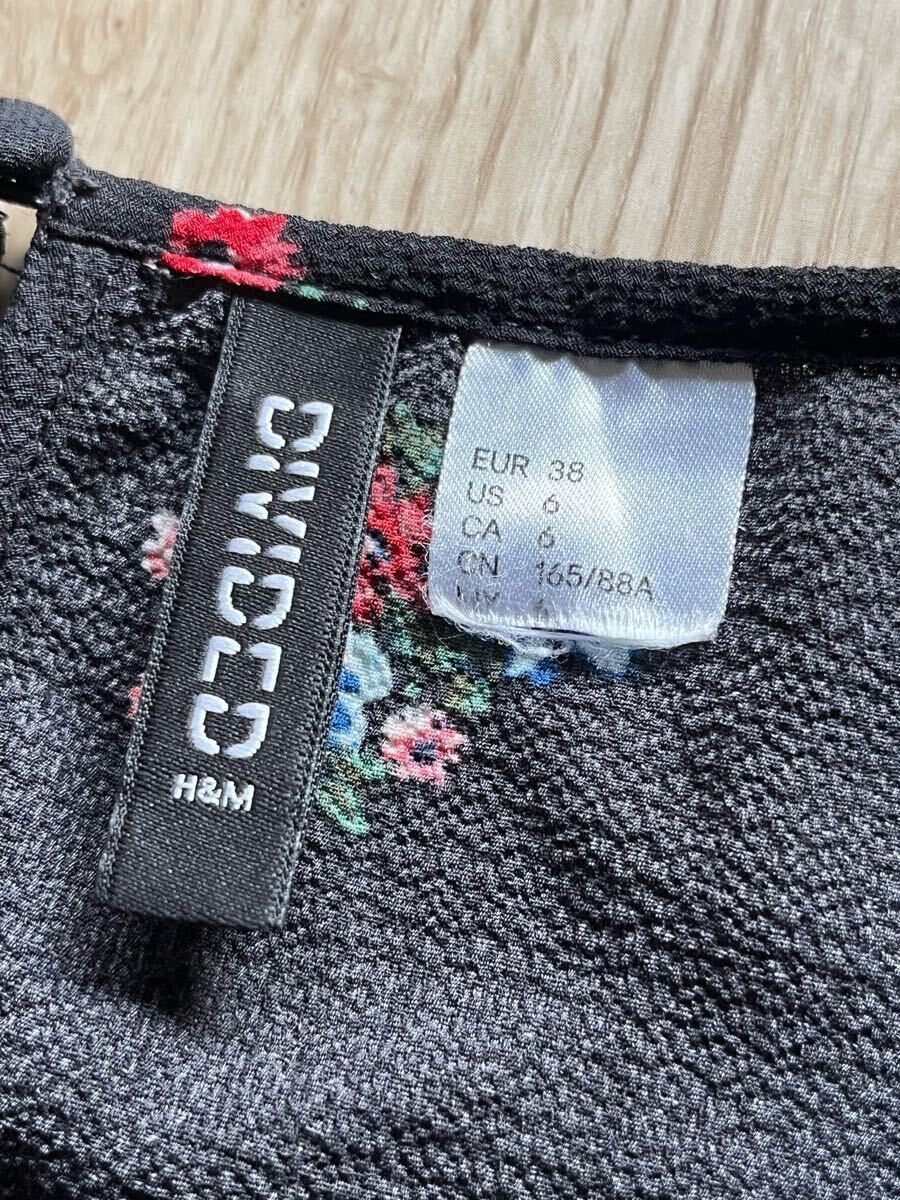 DIVIDED
H&M
EUR 38
US 6
CA 6
CN 165/88A